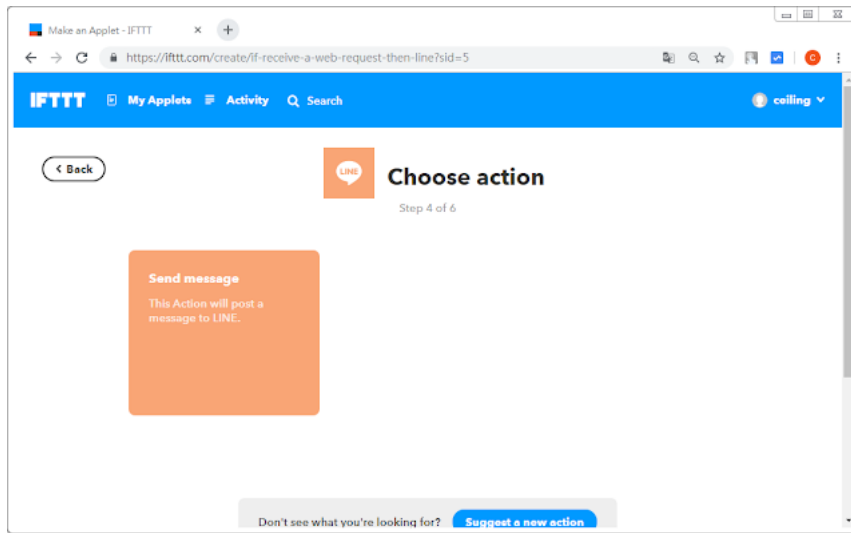 Make an Applet - IFTTT
https://ifttt.com/create/if-receive-a-web-request-then-line?sid=5
C
IFTTT My Applets Activity Search ceiling
Back
LINE
Choose action
Step 4 of 6
Send message
This Action will post a
message to LINE.
Don't see what you're looking for? Suggest a new action